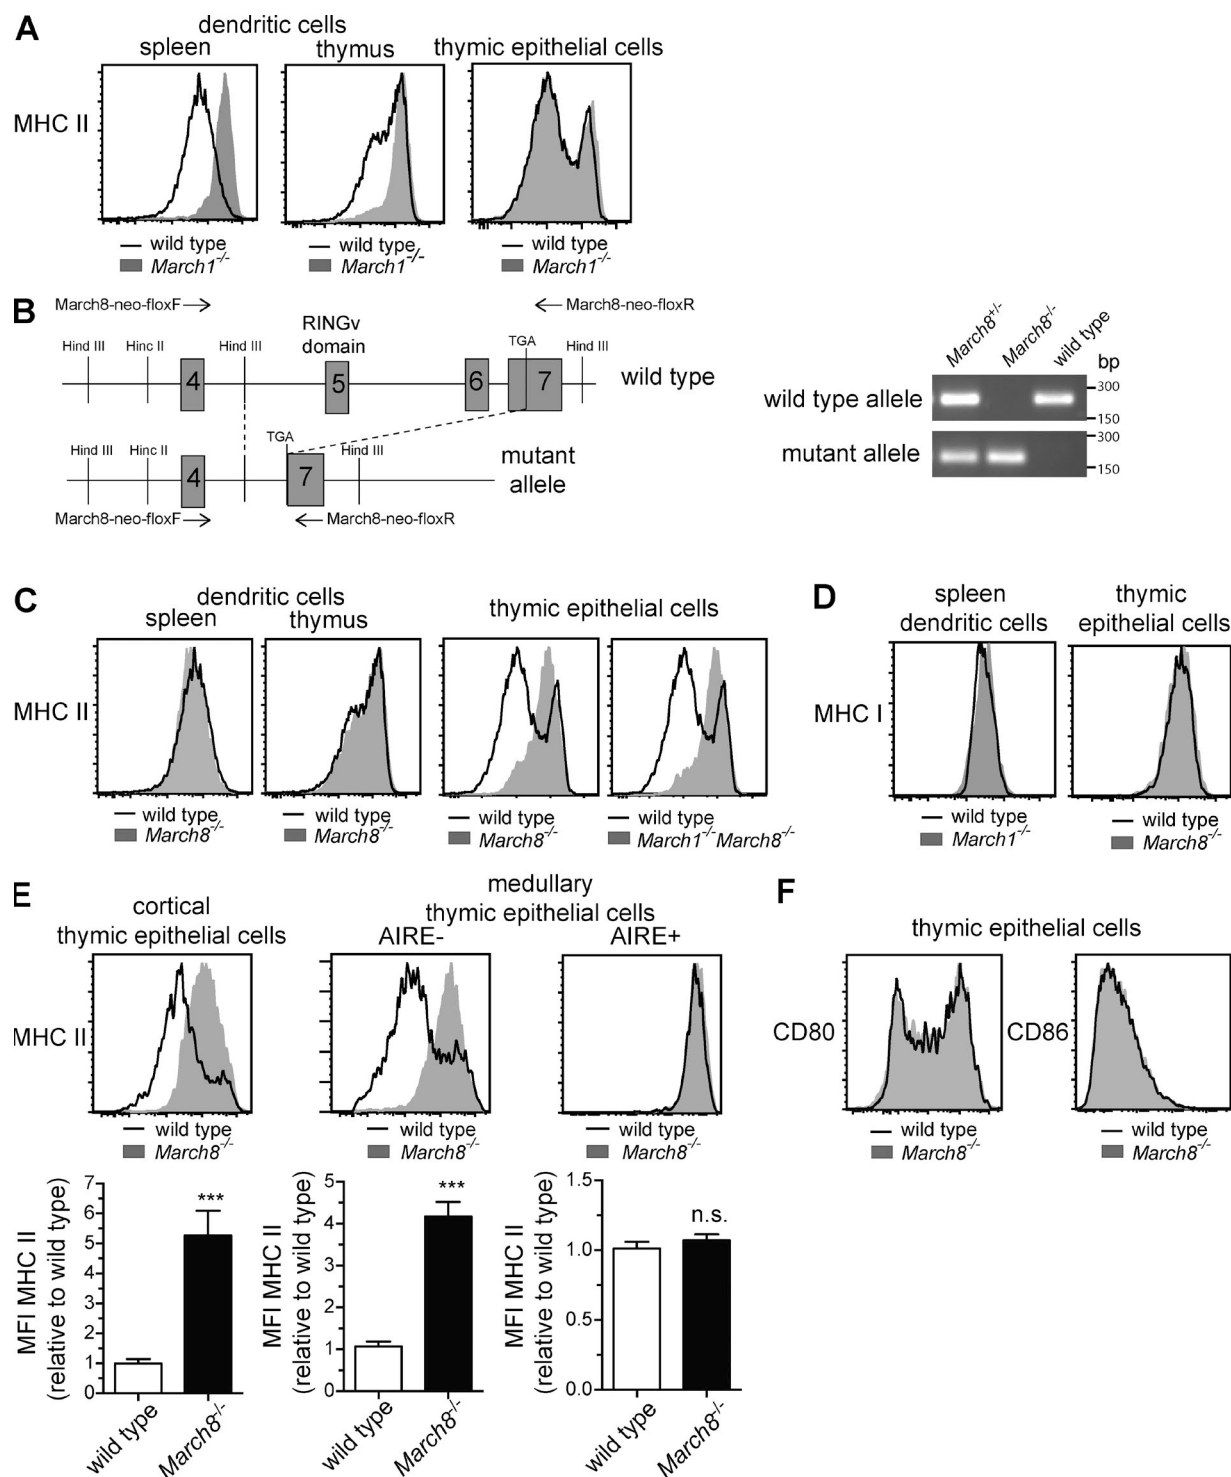 A
dendritic cells
spleen
thymus
thymic epithelial cells
MHC II
wild type
March1-/-
wild type
March1-/-
wild type
March1-/-
B
March8-neo-floxF
March8-neo-floxR
RINGv
domain
Hind III
Hinc II
Hind III
TGA
Hind III
4
5
6
7
wild type
Hind III
Hinc II
TGA
Hind III
4
7
mutant
allele
March8-neo-floxF
March8-neo-floxR
March8+/-
March8-/-
wild type
bp
wild type allele
300
150
mutant allele
300
150
C
dendritic cells
spleen
thymus
thymic epithelial cells
MHC II
wild type
March8-/-
wild type
March8-/-
wild type
March8-/-
wild type
March1-/-March8-/-
D
spleen
dendritic cells
thymic
epithelial cells
MHC I
wild type
March1-/-
wild type
March8-/-
E
cortical
thymic epithelial cells
medullary
thymic epithelial cells
AIRE-
AIRE+
MHC II
wild type
March8-/-
wild type
March8-/-
wild type
March8-/-
MFI MHC II
(relative to wild type)
7
6
5
4
3
2
1
0
***
wild type
March8-/-
MFI MHC II
(relative to wild type)
5
4
3
2
1
0
***
wild type
March8-/-
MFI MHC II
(relative to wild type)
1.5
1.0
0.5
0.0
n.s.
wild type
March8-/-
F
thymic epithelial cells
CD80
CD86
wild type
March8-/-
wild type
March8-/-